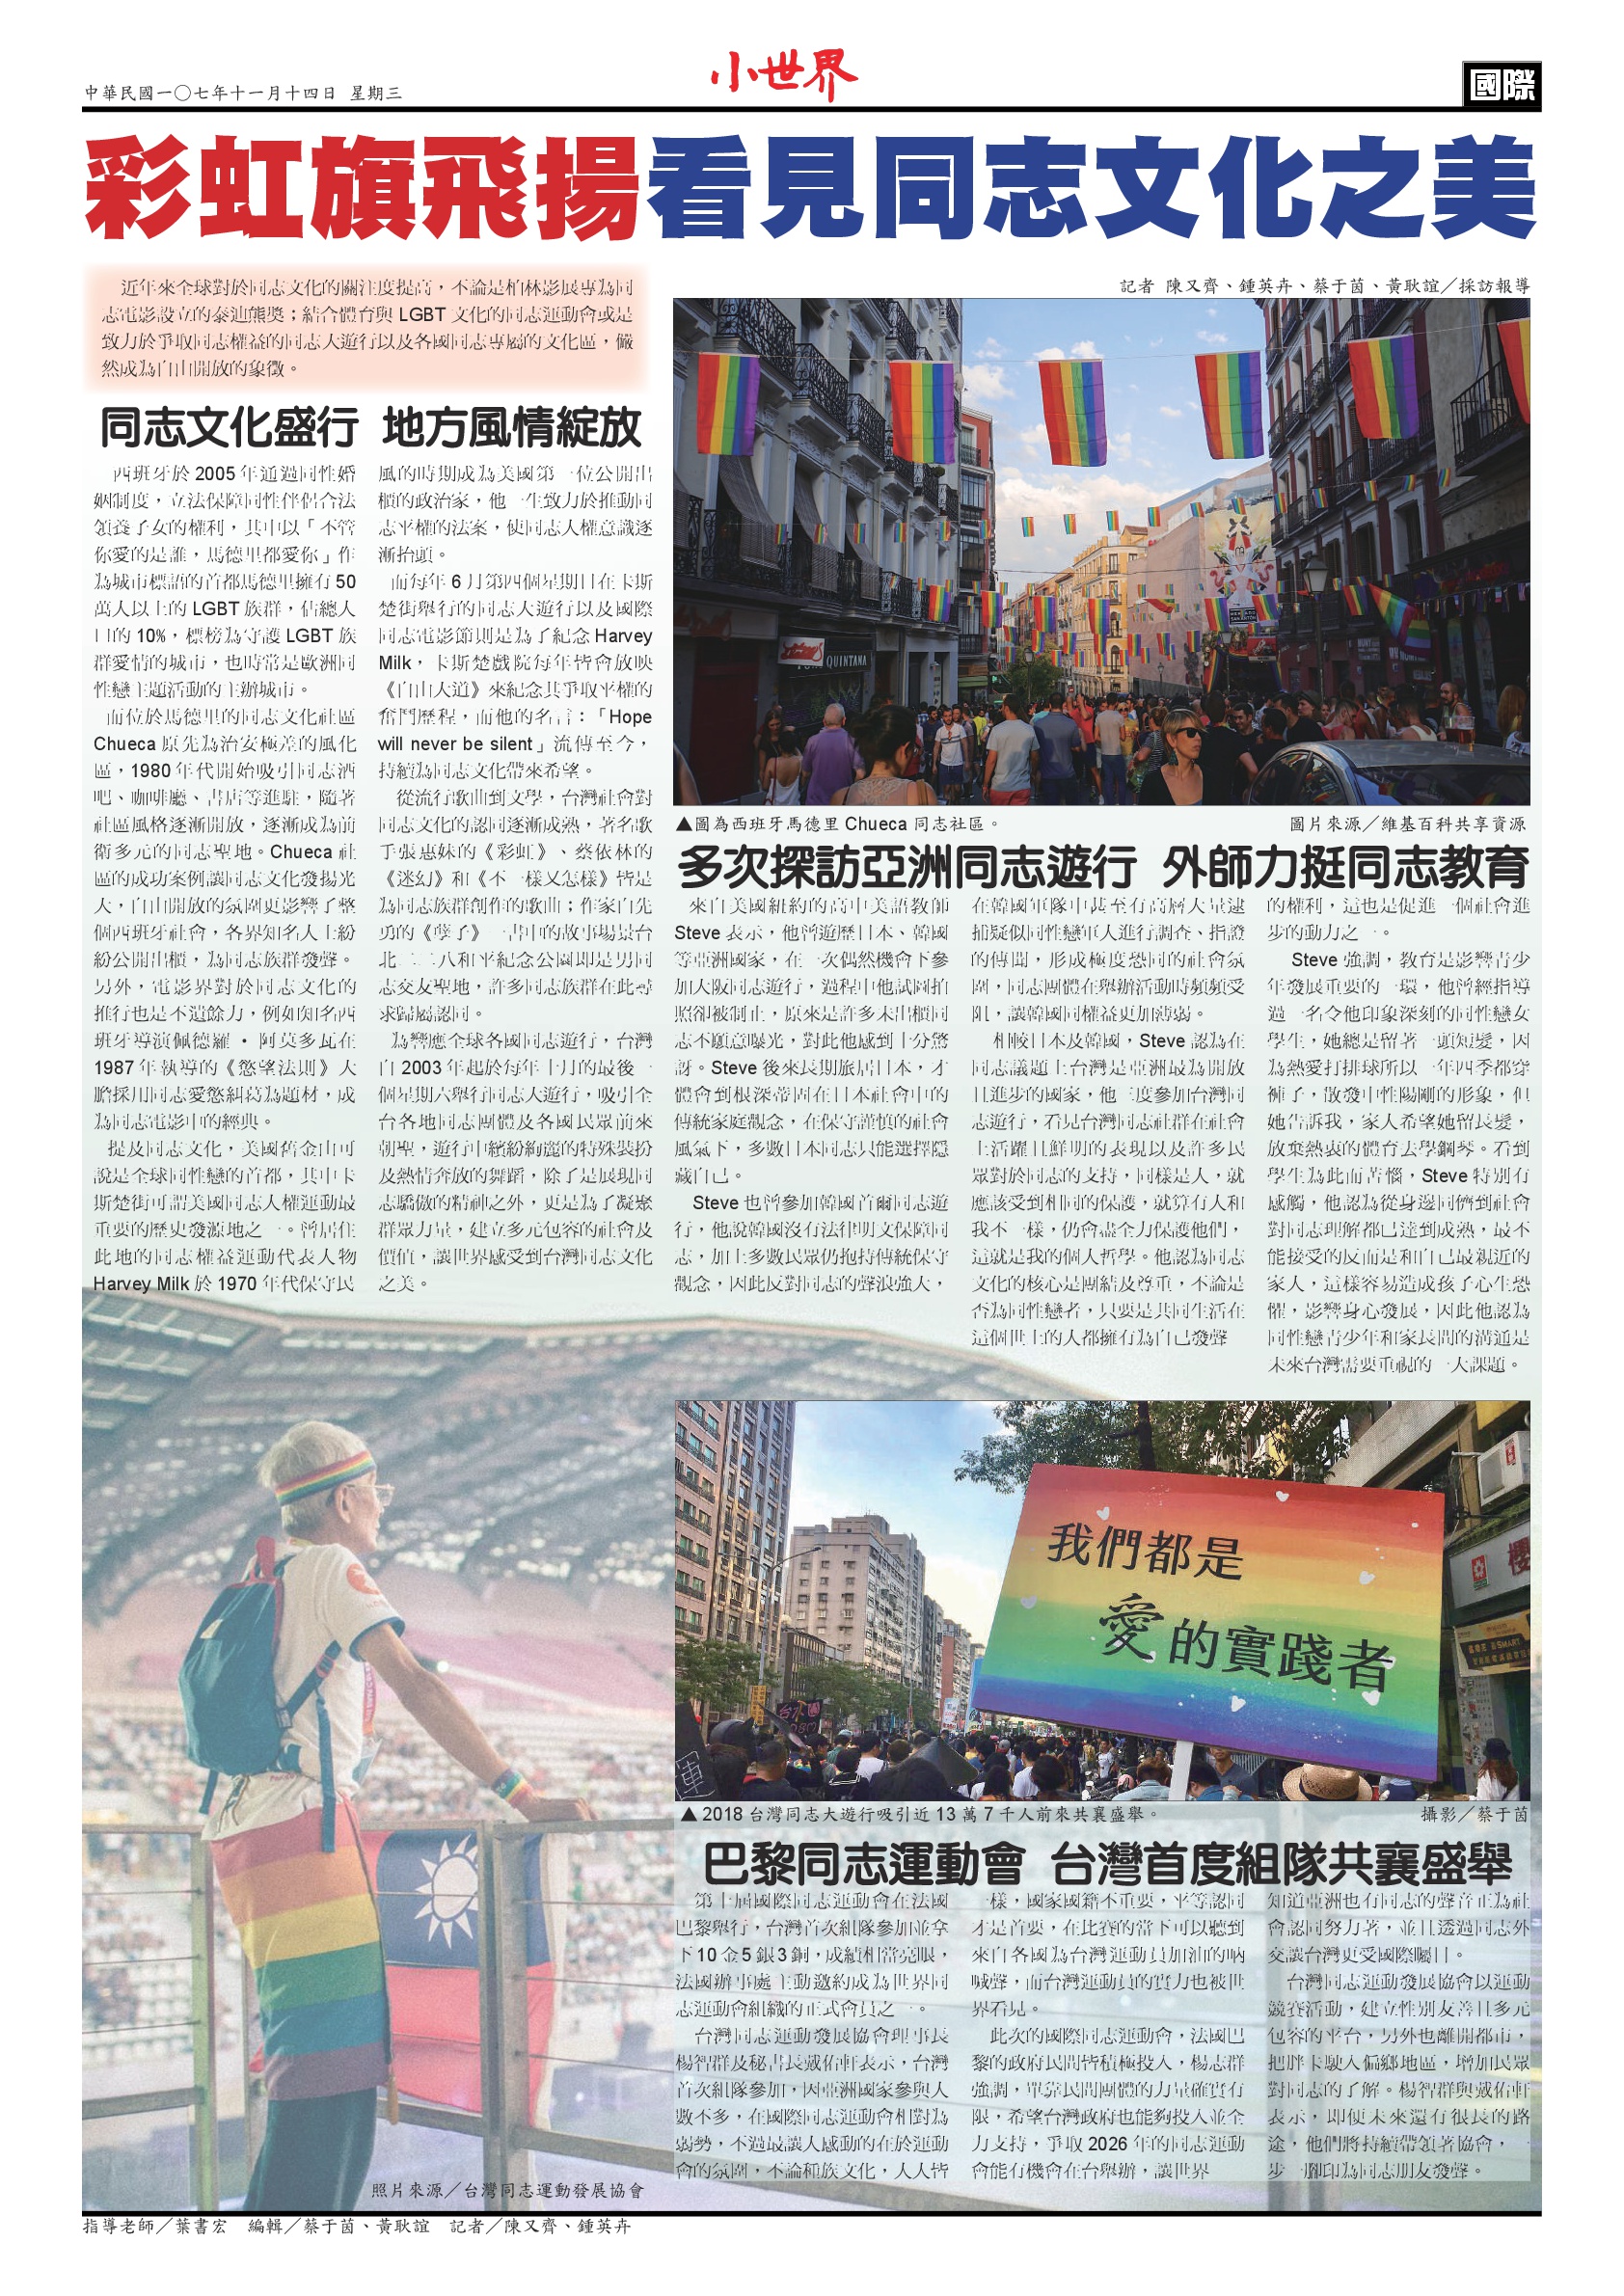 中華民國一〇七年十一月十四日 星期三
小世界
國際
彩虹旗飛揚看見同志文化之美
近年來全球對於同志文化的關注度提高，不論是柏林影展專為同
志電影設立的泰迪熊獎；結合體育與 LGBT 文化的同志運動會或是
致力於爭取同志權益的同志大遊行以及各國同志專屬的文化區，儼
然成為自由開放的象徵。
記者 陳又齊、鍾英卉、蔡于茵、黃耿誼／採訪報導
同志文化盛行 地方風情綻放
西班牙於 2005 年通過同性婚
姻制度，立法保障同性伴侶合法
領養子女的權利，其中以「不管
你愛的是誰，馬德里都愛你」作
為城市標語的首都馬德里擁有 50
萬人以上的 LGBT 族群，佔總人
口的 10%，標榜為守護 LGBT 族
群愛情的城市，也時常是歐洲同
性戀主題活動的主辦城市。
而位於馬德里的同志文化社區
Chueca 原先為治安極差的風化
區，1980 年代開始吸引同志酒
吧、咖啡廳、書店等進駐，隨著
社區風格逐漸開放，逐漸成為前
衛多元的同志聖地。Chueca 社
區的成功案例讓同志文化發揚光
大，自由開放的氛圍更影響了整
個西班牙社會，各界知名人士紛
紛公開出櫃，為同志族群發聲。
另外，電影界對於同志文化的
推行也是不遺餘力，例如知名西
班牙導演佩德羅・阿莫多瓦在
1987 年執導的《慾望法則》大
膽採用同志愛慾糾葛為題材，成
為同志電影中的經典。
提及同志文化，美國舊金山可
說是全球同性戀的首都，其中卡
斯楚街可謂美國同志人權運動最
重要的歷史發源地之一。曾居住
此地的同志權益運動代表人物
Harvey Milk 於 1970 年代保守民
風的時期成為美國第一位公開出
櫃的政治家，他一生致力於推動同
志平權的法案，使同志人權意識逐
漸抬頭。
而每年 6 月第四個星期日在卡斯
楚街舉行的同志大遊行以及國際
同志電影節則是為了紀念 Harvey
Milk，卡斯楚戲院每年皆會放映
《自由大道》來紀念其爭取平權的
奮鬥歷程，而他的名言：「Hope
will never be silent」流傳至今，
持續為同志文化帶來希望。
從流行歌曲到文學，台灣社會對
同志文化的認同逐漸成熟，著名歌
手張惠妹的《彩虹》、蔡依林的
《迷幻》和《不一樣又怎樣》皆是
為同志族群創作的歌曲；作家白先
勇的《孽子》一書中的故事場景台
北二二八和平紀念公園即是男同
志交友聖地，許多同志族群在此尋
求歸屬認同。
為響應全球各國同志遊行，台灣
自 2003 年起於每年十月的最後一
個星期六舉行同志大遊行，吸引全
台各地同志團體及各國民眾前來
朝聖，遊行中繽紛絢麗的特殊裝扮
及熱情奔放的舞蹈，除了是展現同
志驕傲的精神之外，更是為了凝聚
群眾力量，建立多元包容的社會及
價值，讓世界感受到台灣同志文化
之美。
QUINTANA
▲圖為西班牙馬德里 Chueca 同志社區。
圖片來源／維基百科共享資源
多次探訪亞洲同志遊行 外師力挺同志教育
來自美國紐約的高中美語教師
Steve 表示，他曾遊歷日本、韓國
等亞洲國家，在一次偶然機會下參
加大阪同志遊行，過程中他試圖拍
照卻被制止，原來是許多未出櫃同
志不願意曝光，對此他感到十分驚
訝。Steve 後來長期旅居日本，才
體會到根深蒂固在日本社會中的
傳統家庭觀念，在保守謹慎的社會
風氣下，多數日本同志只能選擇隱
藏自己。
Steve 也曾參加韓國首爾同志遊
行，他說韓國沒有法律明文保障同
志，加上多數民眾仍抱持傳統保守
觀念，因此反對同志的聲浪強大，
在韓國軍隊中甚至有高層大量逮
捕疑似同性戀軍人進行調查、指證
的傳聞，形成極度恐同的社會氛
圍，同志團體在舉辦活動時頻頻受
阻，讓韓國同權益更加薄弱。
相較日本及韓國，Steve 認為在
同志議題上台灣是亞洲最為開放
且進步的國家，他三度參加台灣同
志遊行，看見台灣同志社群在社會
上活躍且鮮明的表現以及許多民
眾對於同志的支持，同樣是人，就
應該受到相同的保護，就算有人和
我不一樣，仍會盡全力保護他們，
這就是我的個人哲學。他認為同志
文化的核心是團結及尊重，不論是
否為同性戀者，只要是共同生活在
這個世上的人都擁有為自己發聲
的權利，這也是促進一個社會進
步的動力之一。
Steve 強調，教育是影響青少
年發展重要的一環，他曾經指導
過一名令他印象深刻的同性戀女
學生，她總是留著一頭短髮，因
為熱愛打排球所以一年四季都穿
褲子，散發中性陽剛的形象，但
她告訴我，家人希望她留長髮，
放棄熱衷的體育去學鋼琴。看到
學生為此而苦惱，Steve 特別有
感觸，他認為從身邊同儕到社會
對同志理解都已達到成熟，最不
能接受的反而是和自己最親近的
家人，這樣容易造成孩子心生恐
懼，影響身心發展，因此他認為
同性戀青少年和家長間的溝通是
未來台灣需要重視的一大課題。
我們都是
愛的實踐者
▲ 2018 台灣同志大遊行吸引近 13 萬 7 千人前來共襄盛舉。
攝影／蔡于茵
巴黎同志運動會 台灣首度組隊共襄盛舉
第十屆國際同志運動會在法國
巴黎舉行，台灣首次組隊參加並拿
下10 金 5 銀 3 銅，成績相當亮眼，
法國辦事處主動邀約成為世界同
志運動會組織的正式會員之一。
台灣同志運動發展協會理事長
楊智群及秘書長戴佑軒表示，台灣
首次組隊參加，因亞洲國家參與人
數不多，在國際同志運動會相對為
弱勢，不過最讓人感動的在於運動
會的氛圍，不論種族文化，人人皆
一樣，國家國籍不重要，平等認同
才是首要，在比賽的當下可以聽到
來自各國為台灣運動員加油的吶
喊聲，而台灣運動員的實力也被世
界看見。
此次的國際同志運動會，法國巴
黎的政府民間皆積極投入，楊志群
強調，單靠民間團體的力量確實有
限，希望台灣政府也能夠投入並全
力支持，爭取 2026 年的同志運動
會能有機會在台舉辦，讓世界
知道亞洲也有同志的聲音正為社
會認同努力著，並且透過同志外
交讓台灣更受國際矚目。
台灣同志運動發展協會以運動
競賽活動，建立性別友善且多元
包容的平台，另外也離開都市，
把胖卡駛入偏鄉地區，增加民眾
對同志的了解。楊智群與戴佑軒
表示，即便未來還有很長的路
途，他們將持續帶領著協會，一
步一腳印為同志朋友發聲。
照片來源／台灣同志運動發展協會
指導老師／葉書宏 編輯／蔡于茵、黃耿誼 記者／陳又齊、鍾英卉